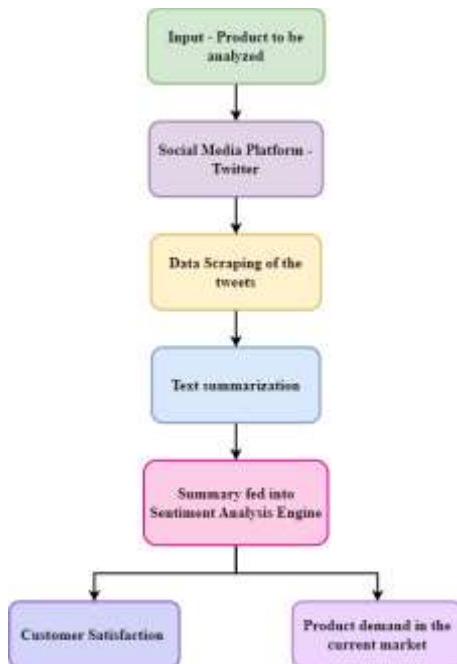 Input - Product to be
analyzed
Social Media Platform -
Twitter
Data Scraping of the
tweets
Text summarization
Summary fed into
Sentiment Analysis Engine
Customer Satisfaction
Product demand in the
current market